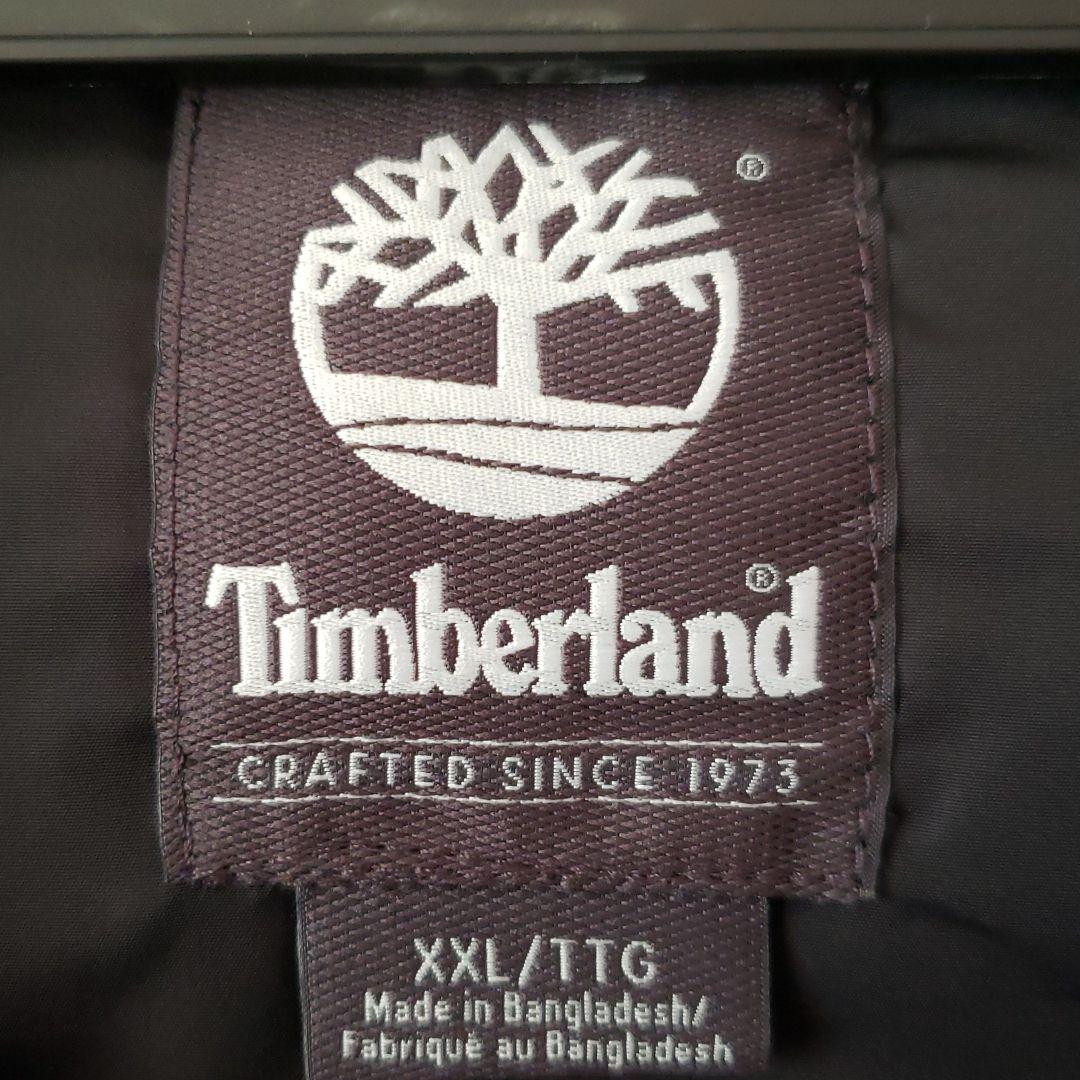 ®
Timberland®
CRAFTED SINCE 1973
XXL/TTG
Made in Bangladesh/
Fabriqué au Bangladesh